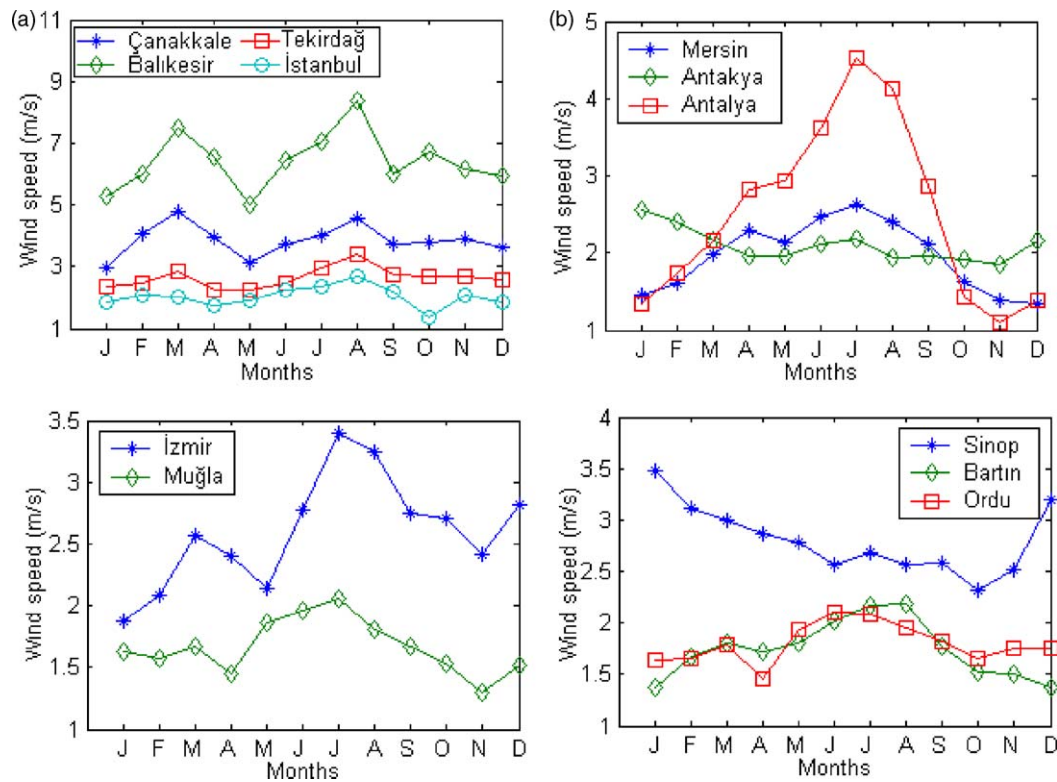 (a)
11
9
7
5
3
1
Wind speed (m/s)
Çanakkale Tekirdağ
Balıkesir İstanbul
J F M A M J J A S O N D
Months
(b)
5
4
3
2
1
Wind speed (m/s)
Mersin
Antakya
Antalya
J F M A M J J A S O N D
Months
3.5
3
2.5
2
1.5
1
Wind speed (m/s)
İzmir
Muğla
J F M A M J J A S O N D
Months
4
3.5
3
2.5
2
1.5
1
Wind speed (m/s)
Sinop
Bartın
Ordu
J F M A M J J A S O N D
Months